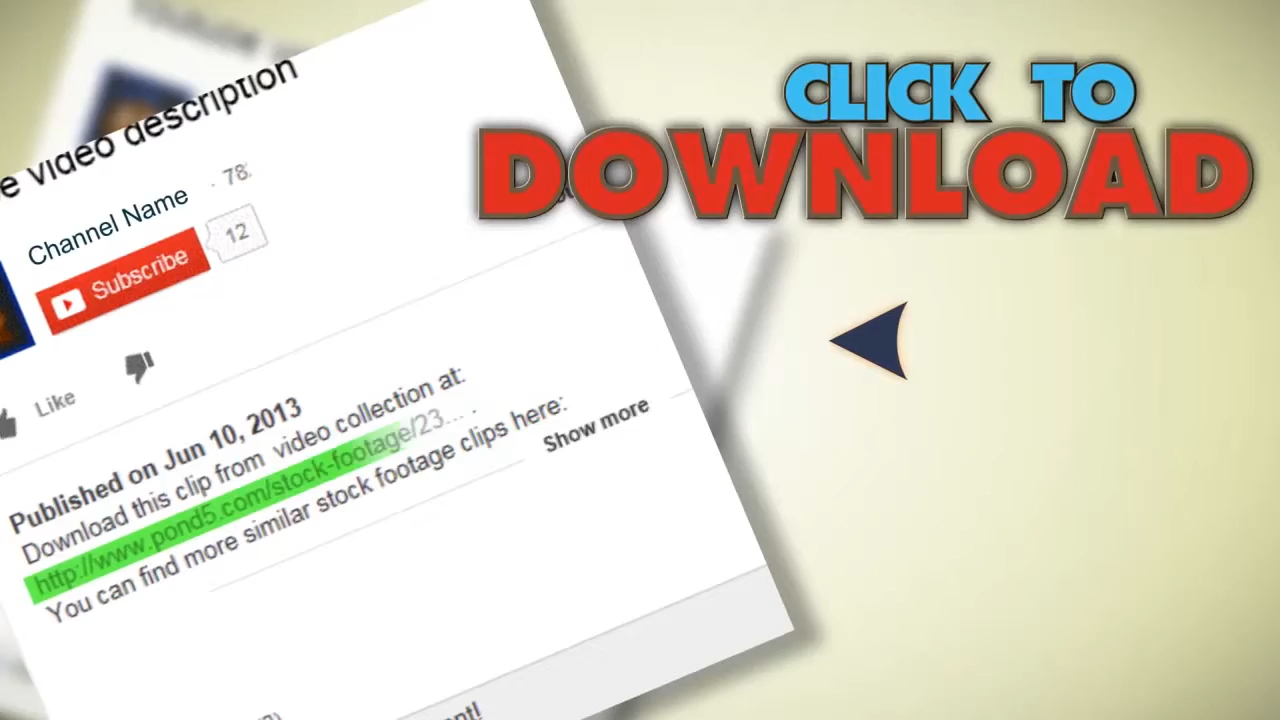 CLICK TO
DOWNLOAD
e video description
Channel Name
78
Subscribe
12
Like
Published on Jun 10, 2013
Download this clip from video collection at:
http://www.pond5.com/stock-footage/23... .
You can find more similar stock footage clips here:
Show more